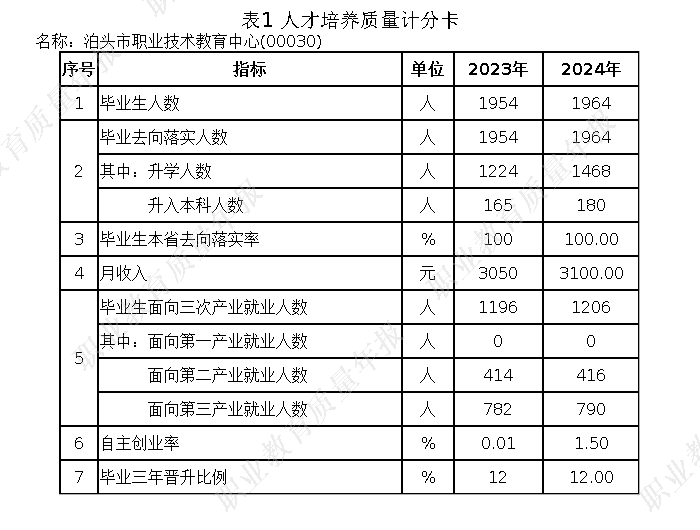 表1 人才培养质量计分卡
名称：泊头市职业技术教育中心(00030)
序号 指标 单位 2023年 2024年
1 毕业生人数 人 1954 1964
毕业去向落实人数 人 1954 1964
2 其中：升学人数 人 1224 1468
升入本科人数 人 165 180
3 毕业生本省去向落实率 % 100 100.00
4 月收入 元 3050 3100.00
毕业生面向三次产业就业人数 人 1196 1206
其中：面向第一产业就业人数 人 0 0
5 面向第二产业就业人数 人 414 416
面向第三产业就业人数 人 782 790
6 自主创业率 % 0.01 1.50
7 毕业三年晋升比例 % 12 12.00
职业教育质量年报